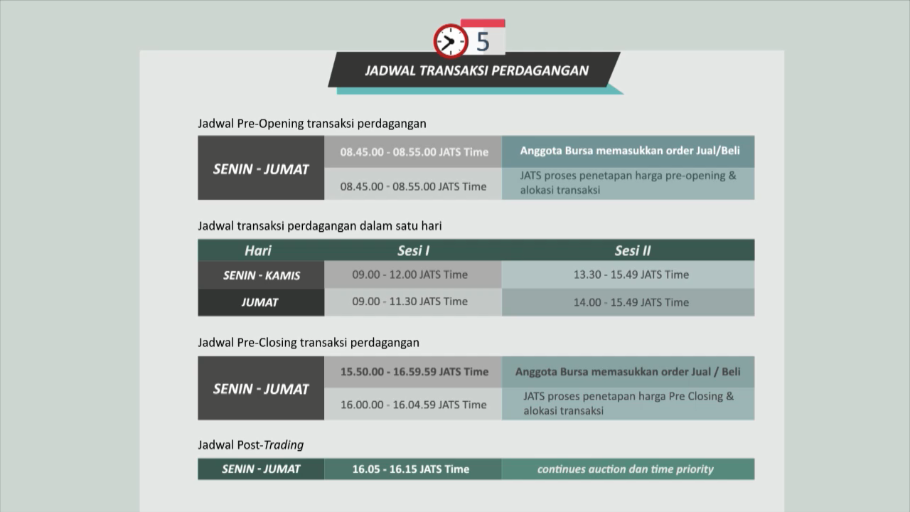 5
JADWAL TRANSAKSI PERDAGANGAN
Jadwal Pre-Opening transaksi perdagangan
SENIN - JUMAT
08.45.00 - 08.55.00 JATS Time
Anggota Bursa memasukkan order Jual/Beli
08.45.00 - 08.55.00 JATS Time
JATS proses penetapan harga pre-opening &
alokasi transaksi
Jadwal transaksi perdagangan dalam satu hari
Hari Sesi I Sesi II
SENIN - KAMIS 09.00 - 12.00 JATS Time 13.30 - 15.49 JATS Time
JUMAT 09.00 - 11.30 JATS Time 14.00 - 15.49 JATS Time
Jadwal Pre-Closing transaksi perdagangan
SENIN - JUMAT
15.50.00 - 16.59.59 JATS Time
Anggota Bursa memasukkan order Jual / Beli
16.00.00 - 16.04.59 JATS Time
JATS proses penetapan harga Pre Closing &
alokasi transaksi
Jadwal Post-Trading
SENIN - JUMAT 16.05 - 16.15 JATS Time continues auction dan time priority